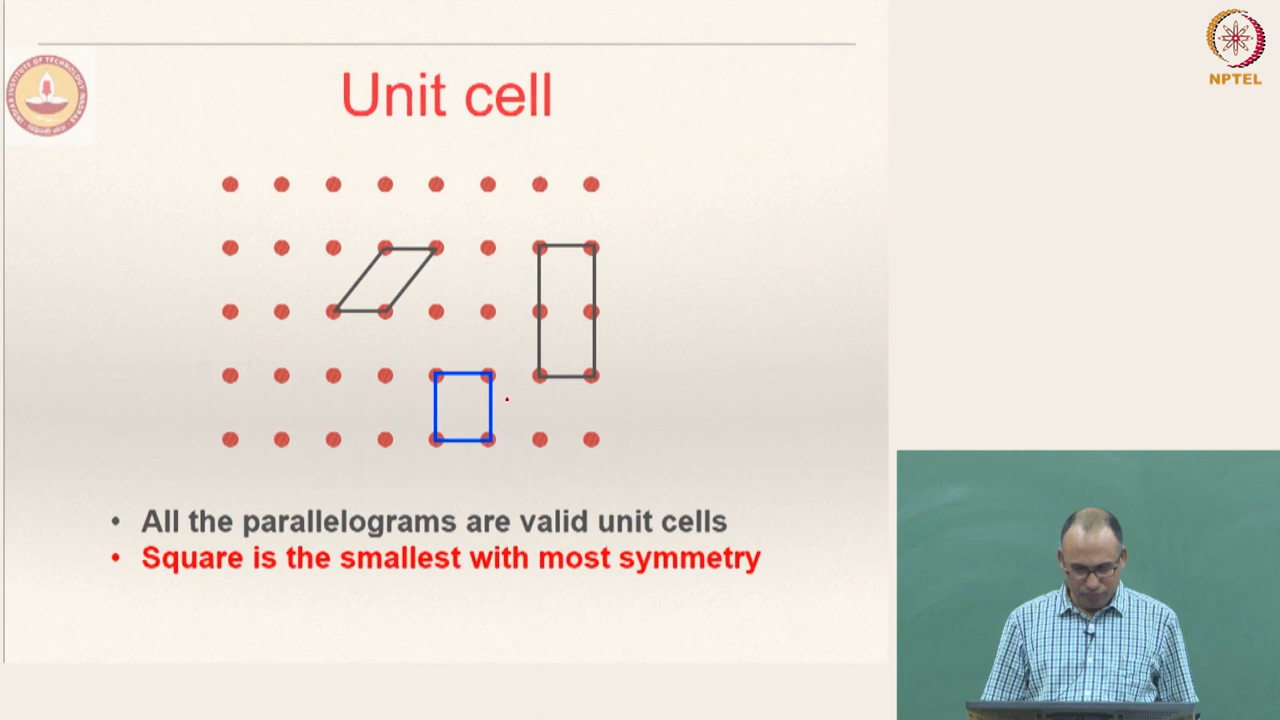 Unit cell
NPTEL
• All the parallelograms are valid unit cells
• Square is the smallest with most symmetry